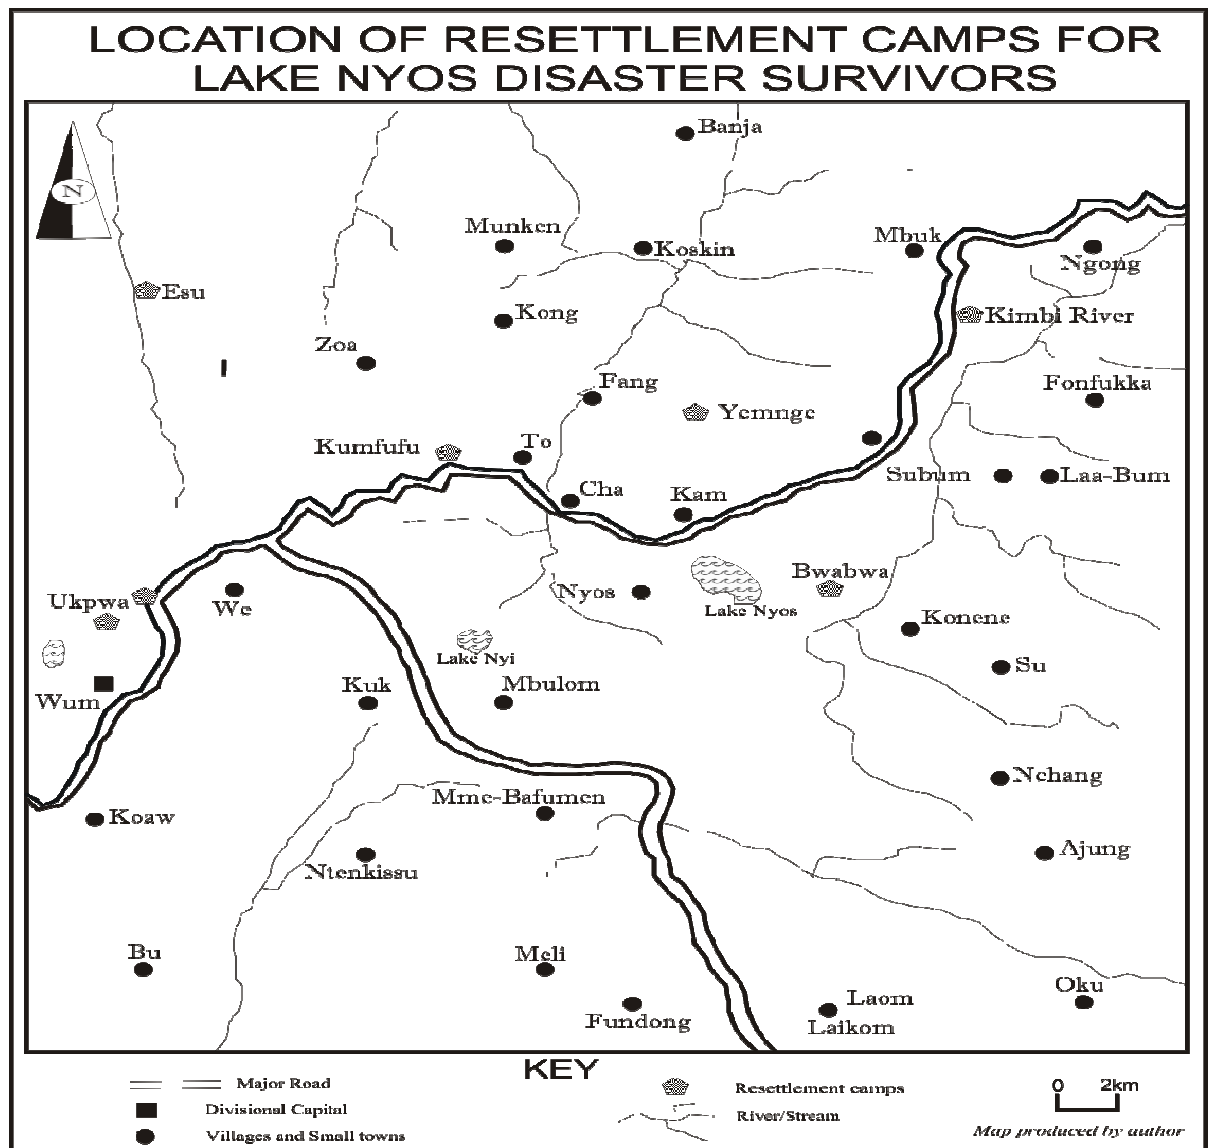 LOCATION OF RESETTLEMENT CAMPS FOR
LAKE NYOS DISASTER SURVIVORS
N
Banja
Munken
Koskin
Mbuk
Ngong
Esu
Kong
Kimbi River
Zoa
Fang
Yemnge
Fonfukka
Kumfufu
To
Subum
Laa-Bum
Cha
Kam
Ukpwa
We
Nyos
Lake Nyos
Bwabwa
Konene
Lake Nyi
Su
Wum
Kuk
Mbulom
Nchang
Koaw
Mme-Bafumen
Ajung
Ntenkissu
Bu
Meli
Oku
Fundong
Laom
Laikom
KEY
Major Road
Divisional Capital
Villages and Small towns
Resettlement camps
River/Stream
0 2km
Map produced by author